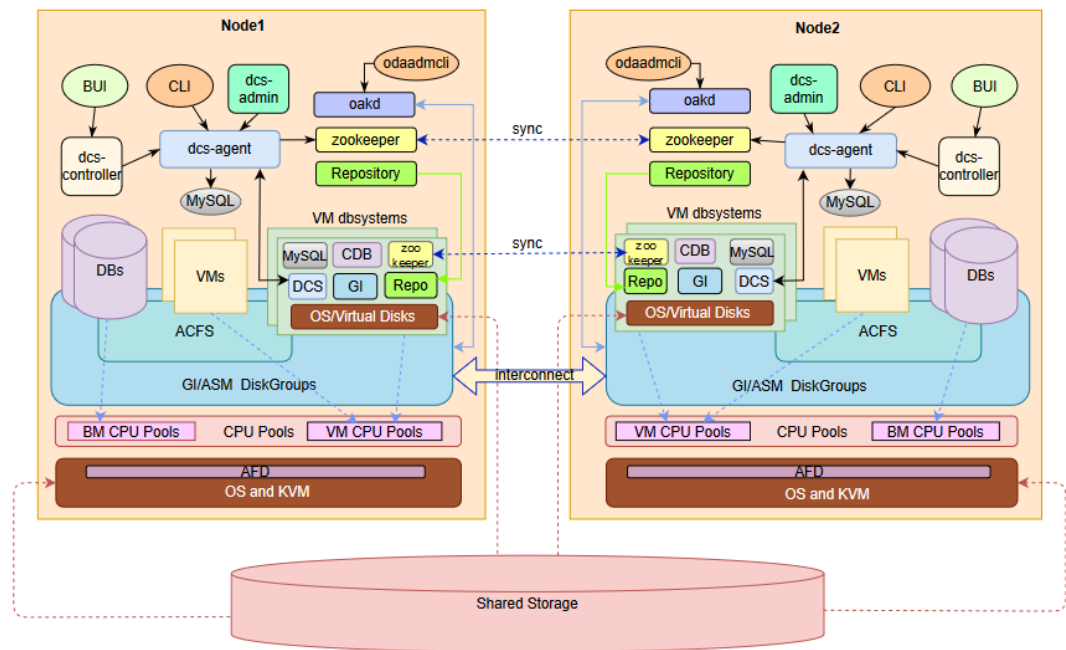 Node1
odaadmcli
BUI
CLI
dcs-
admin
oakd
dcs-
controller
dcs-agent
zookeeper
Repository
MySQL
VM dbsystems
DBs
VMs
MySQL
CDB
zoo
keeper
DCS
GI
Repo
OS/Virtual Disks
ACFS
GI/ASM DiskGroups
BM CPU Pools
CPU Pools
VM CPU Pools
AFD
OS and KVM
sync
sync
Interconnect
Node2
odaadmcli
dcs-
admin
CLI
BUI
oakd
zookeeper
dcs-agent
dcs-
controller
Repository
MySQL
VM dbsystems
zoo
keeper
CDB
MySQL
Repo
GI
DCS
OS/Virtual Disks
VMs
DBs
ACFS
GI/ASM DiskGroups
VM CPU Pools
CPU Pools
BM CPU Pools
AFD
OS and KVM
Shared Storage